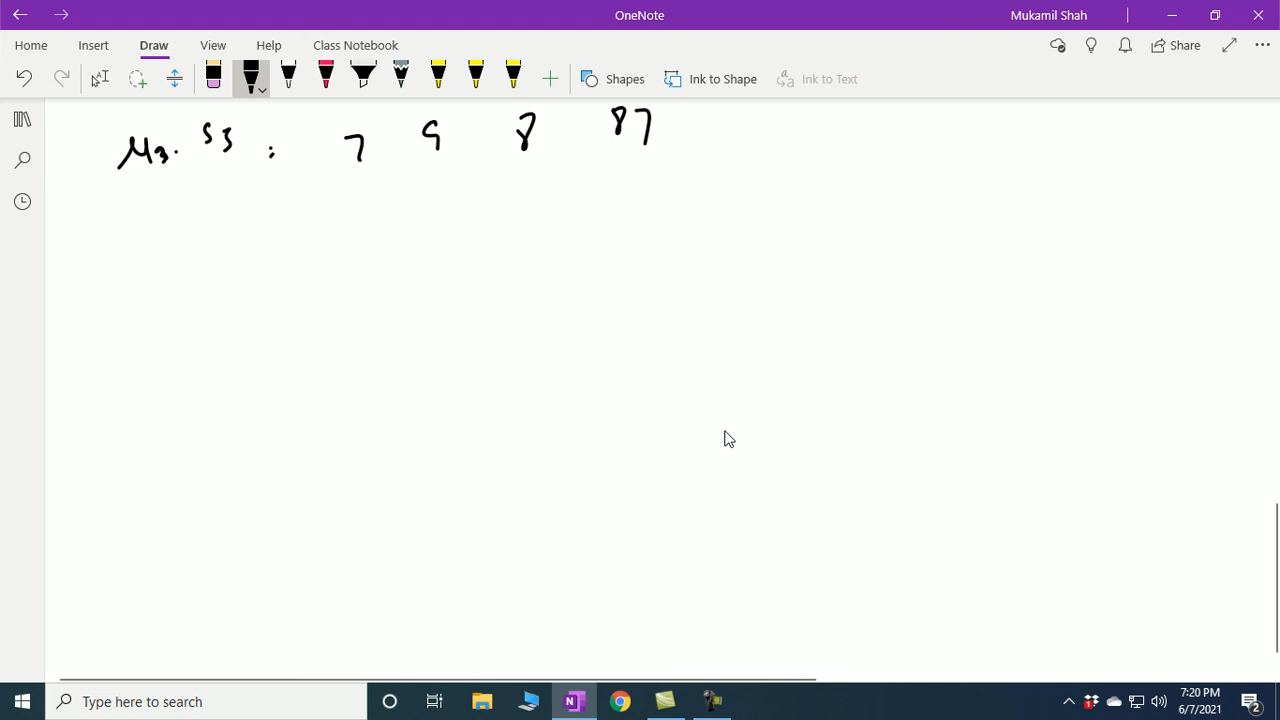 OneNote
Mukamil Shah
Home Insert Draw View Help Class Notebook
Share
Shapes Ink to Shape Ink to Text
53 : 7 9 8 87
Type here to search
7:20 PM
6/7/2021
2